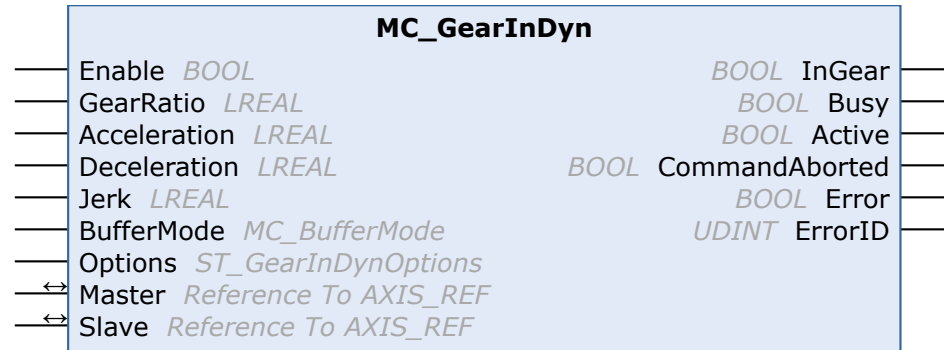 MC_GearInDyn
Enable BOOL BOOL InGear
GearRatio LREAL BOOL Busy
Acceleration LREAL BOOL Active
Deceleration LREAL BOOL CommandAborted
Jerk LREAL BOOL Error
BufferMode MC_BufferMode UDINT ErrorID
Options ST_GearInDynOptions
↔ Master Reference To AXIS_REF
↔ Slave Reference To AXIS_REF